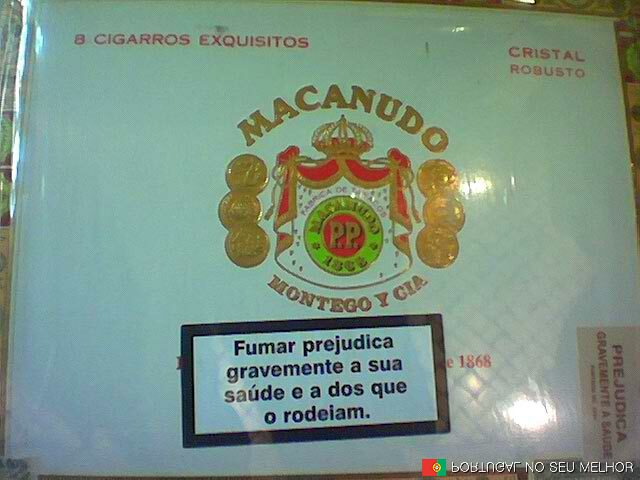 8 CIGARROS EXQUISITOS
CRISTAL
ROBUSTO
MACANUDO
FABRICA DE TABACOS
MACANUDO
P.P.
1868
MONTEGO Y CIA
e 1868
Fumar prejudica
gravemente a sua
saúde e a dos que
o rodeiam.
PREJUDICA
GRAVEMENTE A SAÚDE
PORTUGAL NO SEU MELHOR